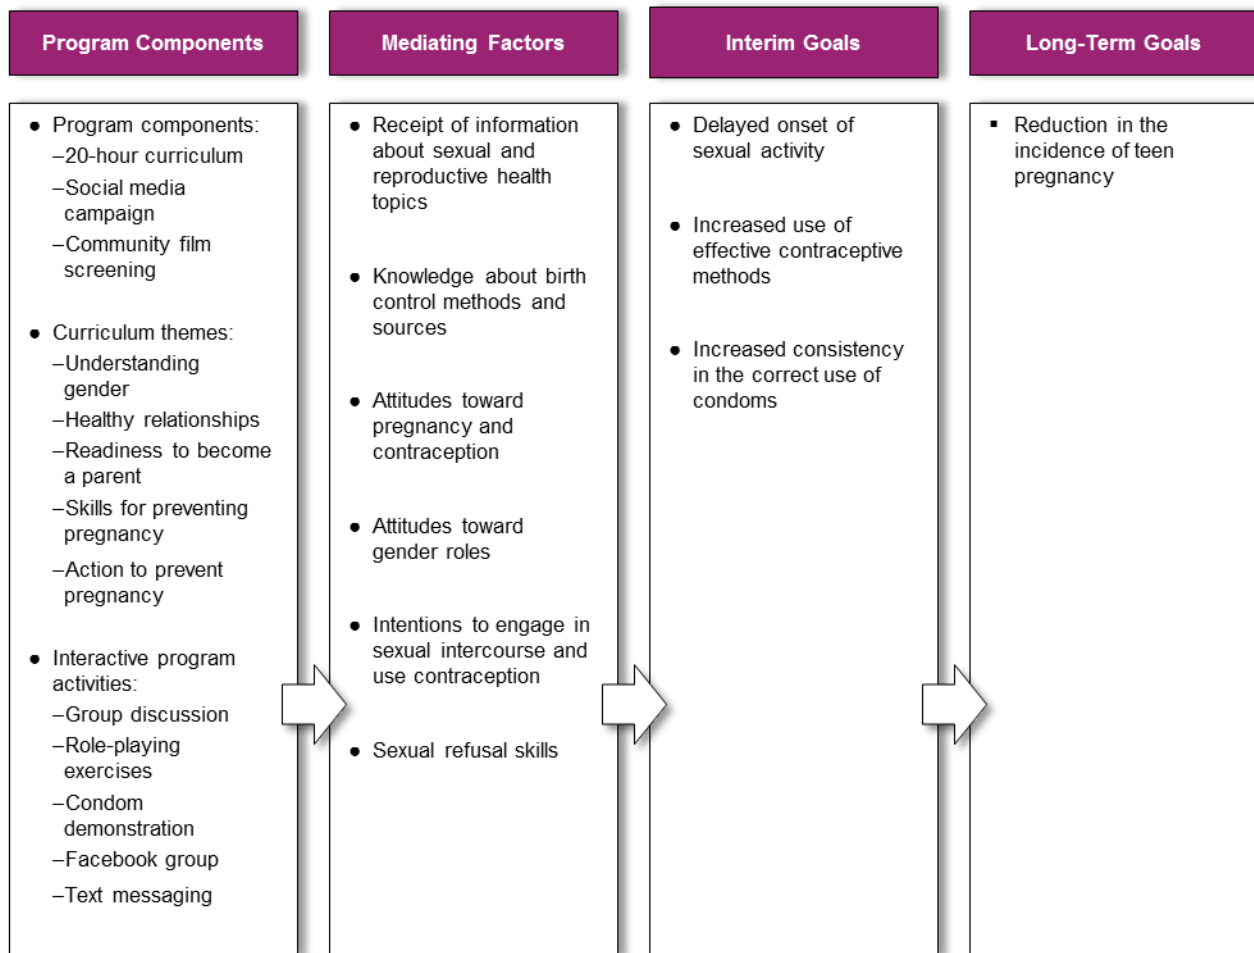 Program Components
● Program components:
–20-hour curriculum
–Social media
campaign
–Community film
screening
● Curriculum themes:
–Understanding
gender
–Healthy relationships
–Readiness to become
a parent
–Skills for preventing
pregnancy
–Action to prevent
pregnancy
● Interactive program
activities:
–Group discussion
–Role-playing
exercises
–Condom
demonstration
–Facebook group
–Text messaging
Mediating Factors
● Receipt of information
about sexual and
reproductive health
topics
● Knowledge about birth
control methods and
sources
● Attitudes toward
pregnancy and
contraception
● Attitudes toward
gender roles
● Intentions to engage in
sexual intercourse and
use contraception
● Sexual refusal skills
Interim Goals
● Delayed onset of
sexual activity
● Increased use of
effective contraceptive
methods
● Increased consistency
in the correct use of
condoms
Long-Term Goals
▪ Reduction in the
incidence of teen
pregnancy